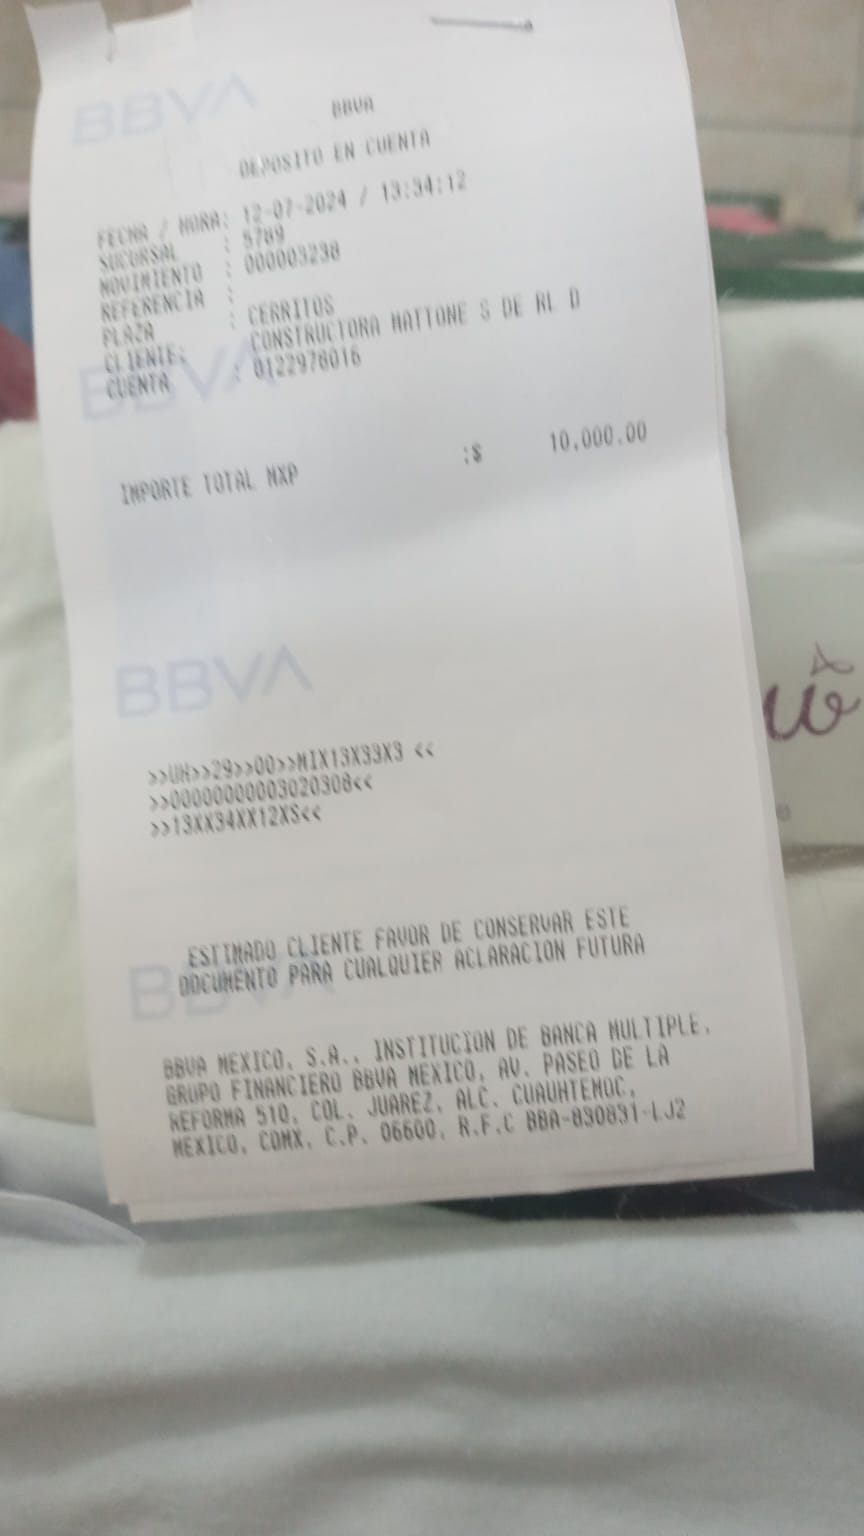 BBVA
BBVA
DEPOSITO EN CUENTA
FECHA / HORA: 12-07-2024 / 13:34:12
SUCURSAL : 5789
MOVIMIENTO : 000003238
REFERENCIA :
PLAZA : CERRITOS
CLIENTE: CONSTRUCTORA MATTONE S DE RL D
CUENTA : 0122978016
BBVA
IMPORTE TOTAL MXP :$ 10,000.00
BBVA
>>UH>>29>>00>>MIX13X33X3 <<
>>00000000003020308<<
>>13XX34XX12XS<<
ESTIMADO CLIENTE FAVOR DE CONSERVAR ESTE
DOCUMENTO PARA CUALQUIER ACLARACION FUTURA
BBVA
BBVA MEXICO, S.A., INSTITUCION DE BANCA MULTIPLE,
GRUPO FINANCIERO BBVA MEXICO, AV. PASEO DE LA
REFORMA 510, COL. JUAREZ, ALC. CUAUHTEMOC,
MEXICO, CDMX, C.P. 06600, R.F.C BBA-830831-LJ2